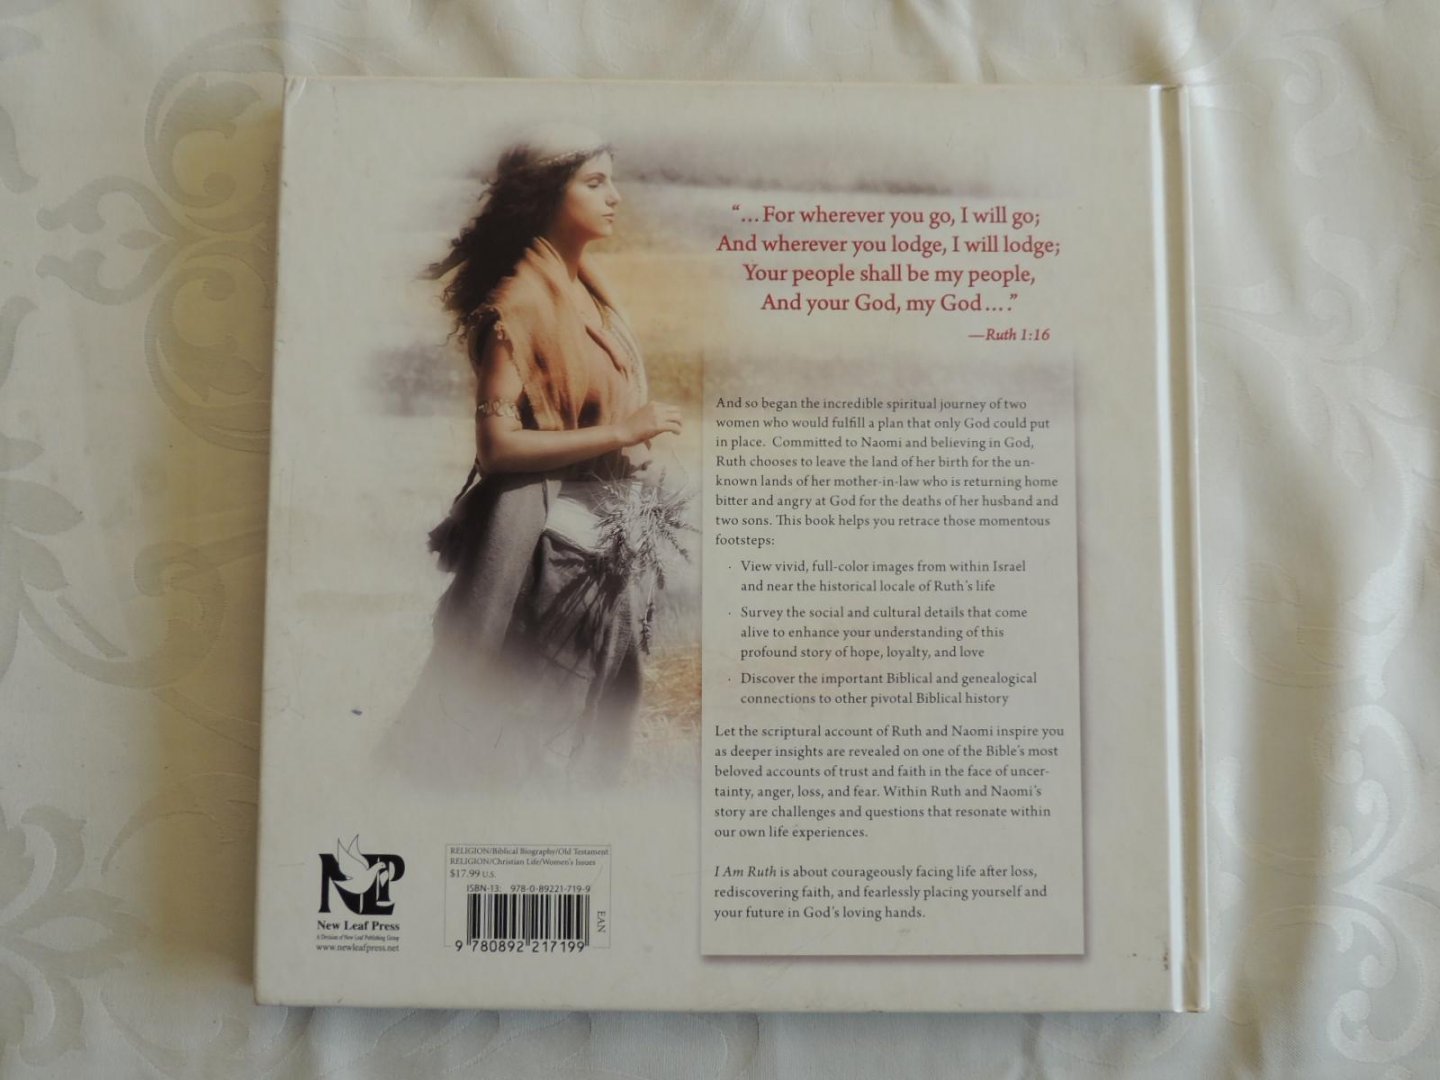 “...For wherever you go, I will go;
And wherever you lodge, I will lodge;
Your people shall be my people,
And your God, my God....”
—Ruth 1:16
And so began the incredible spiritual journey of two
women who would fulfill a plan that only God could put
in place. Committed to Naomi and believing in God,
Ruth chooses to leave the land of her birth for the un-
known lands of her mother-in-law who is returning home
bitter and angry at God for the deaths of her husband and
two sons. This book helps you retrace those momentous
footsteps:
· View vivid, full-color images from within Israel
and near the historical locale of Ruth's life
· Survey the social and cultural details that come
alive to enhance your understanding of this
profound story of hope, loyalty, and love
· Discover the important Biblical and genealogical
connections to other pivotal Biblical history
Let the scriptural account of Ruth and Naomi inspire you
as deeper insights are revealed on one of the Bible's most
beloved accounts of trust and faith in the face of uncer-
tainty, anger, loss, and fear. Within Ruth and Naomi's
story are challenges and questions that resonate within
our own life experiences.
I Am Ruth is about courageously facing life after loss,
rediscovering faith, and fearlessly placing yourself and
your future in God's loving hands.
NLP
New Leaf Press
A Division of New Leaf Publishing Group
www.newleafpress.net
RELIGION/Biblical Biography/Old Testament
RELIGION/Christian Life/Women's Issues
$17.99 U.S.
ISBN-13: 978-0-89221-719-9
EAN
9 780892 217199